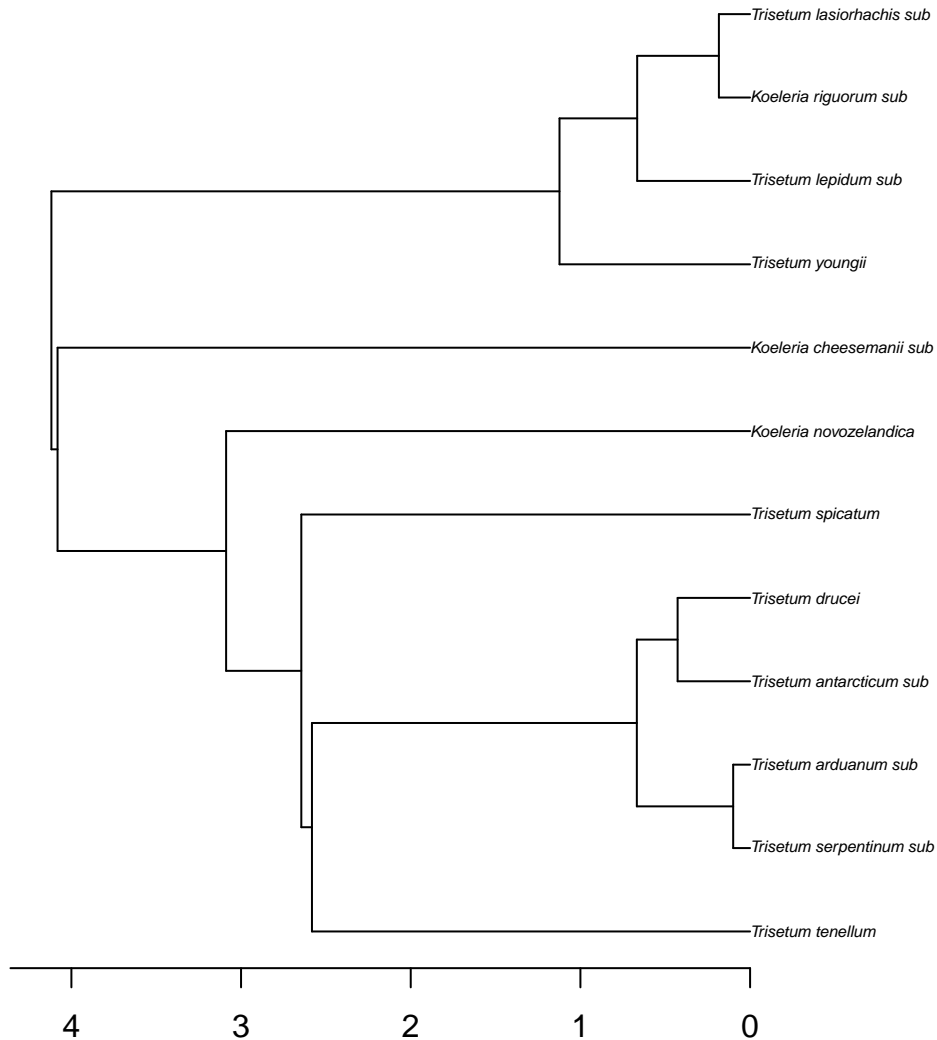 Trisetum lasiorhachis sub
Koeleria riguorum sub
Trisetum lepidum sub
Trisetum youngii
Koeleria cheesemanii sub
Koeleria novozelandica
Trisetum spicatum
Trisetum drucei
Trisetum antarcticum sub
Trisetum arduanum sub
Trisetum serpentinum sub
Trisetum tenellum
4 3 2 1 0